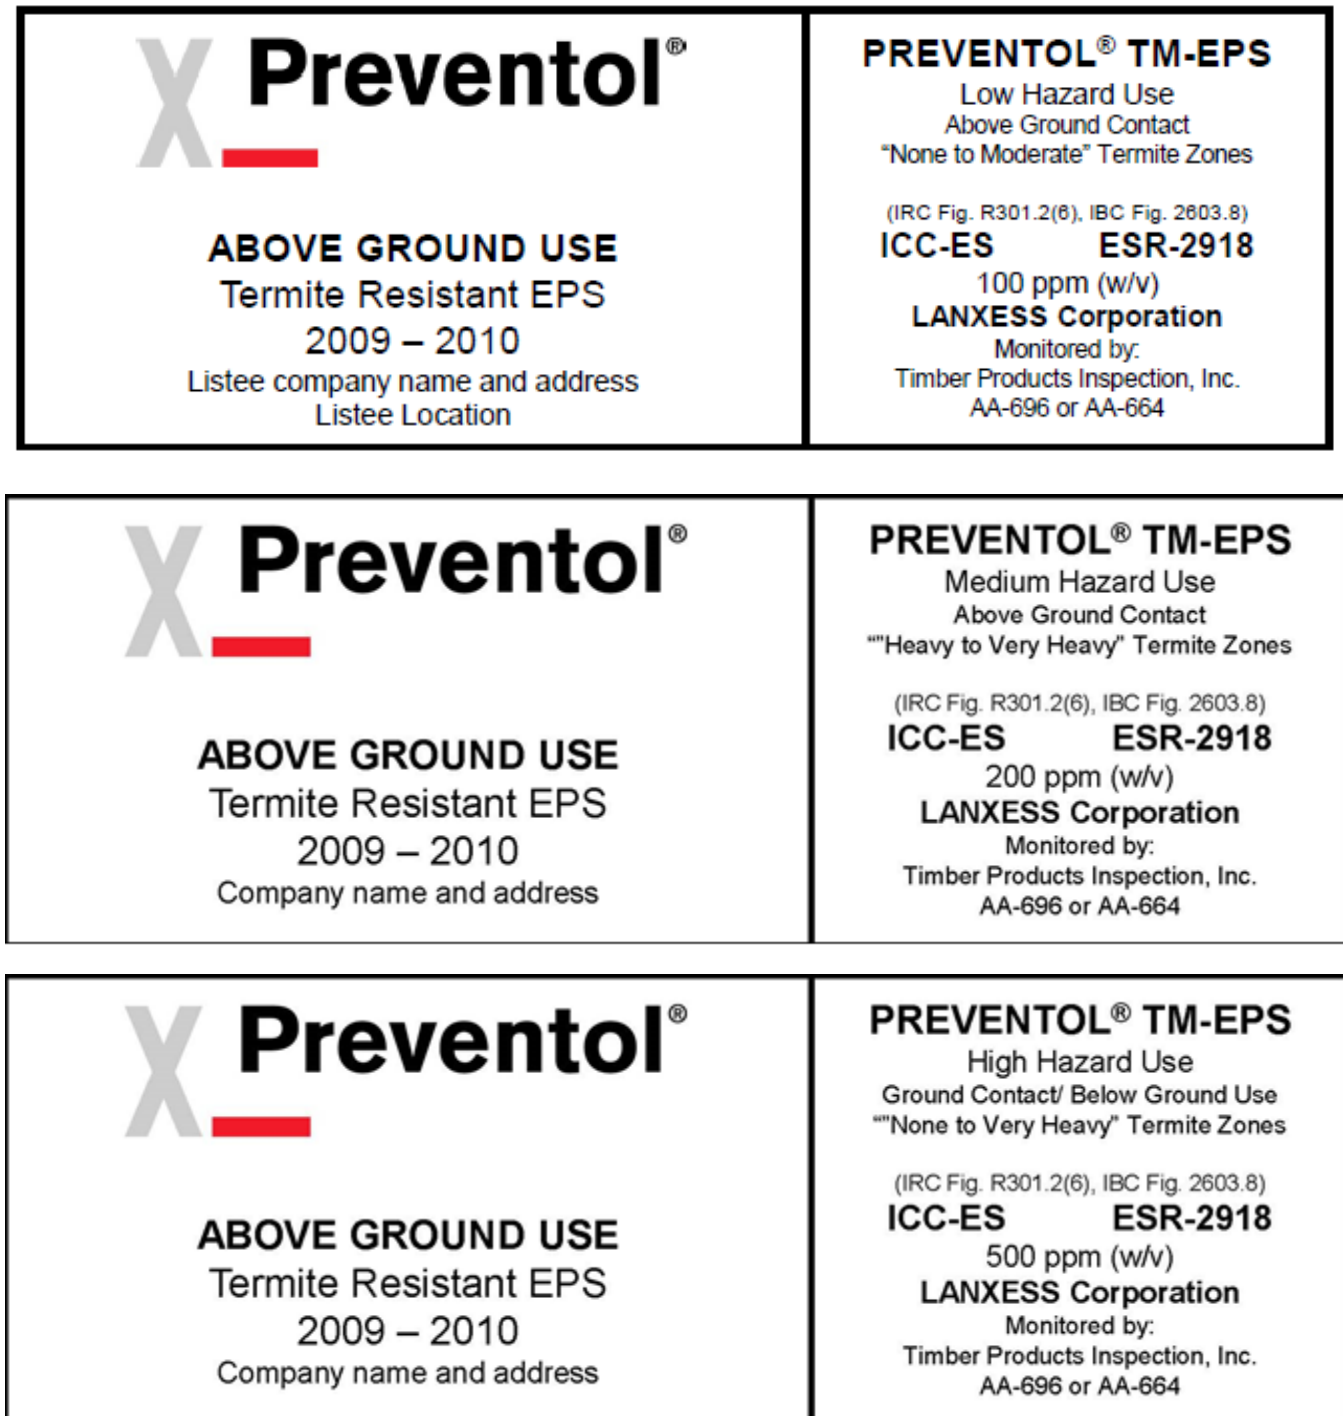 X_ Preventol®
ABOVE GROUND USE
Termite Resistant EPS
2009 – 2010
Listee company name and address
Listee Location
PREVENTOL® TM-EPS
Low Hazard Use
Above Ground Contact
“None to Moderate” Termite Zones
(IRC Fig. R301.2(6), IBC Fig. 2603.8)
ICC-ES ESR-2918
100 ppm (w/v)
LANXESS Corporation
Monitored by:
Timber Products Inspection, Inc.
AA-696 or AA-664
X_ Preventol®
ABOVE GROUND USE
Termite Resistant EPS
2009 – 2010
Company name and address
PREVENTOL® TM-EPS
Medium Hazard Use
Above Ground Contact
“"Heavy to Very Heavy” Termite Zones
(IRC Fig. R301.2(6), IBC Fig. 2603.8)
ICC-ES ESR-2918
200 ppm (w/v)
LANXESS Corporation
Monitored by:
Timber Products Inspection, Inc.
AA-696 or AA-664
X_ Preventol®
ABOVE GROUND USE
Termite Resistant EPS
2009 – 2010
Company name and address
PREVENTOL® TM-EPS
High Hazard Use
Ground Contact/ Below Ground Use
“"None to Very Heavy” Termite Zones
(IRC Fig. R301.2(6), IBC Fig. 2603.8)
ICC-ES ESR-2918
500 ppm (w/v)
LANXESS Corporation
Monitored by:
Timber Products Inspection, Inc.
AA-696 or AA-664